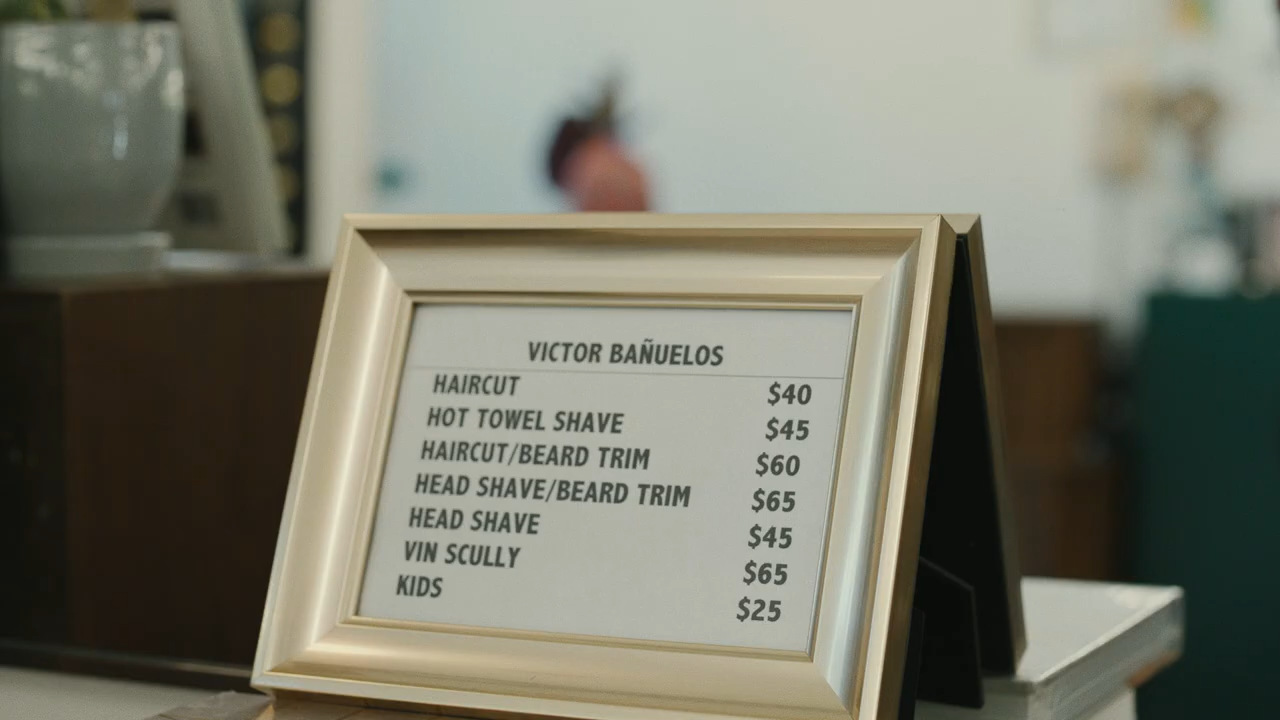 VICTOR BAÑUELOS
HAIRCUT $40
HOT TOWEL SHAVE $45
HAIRCUT/BEARD TRIM $60
HEAD SHAVE/BEARD TRIM $65
HEAD SHAVE $45
VIN SCULLY $65
KIDS $25